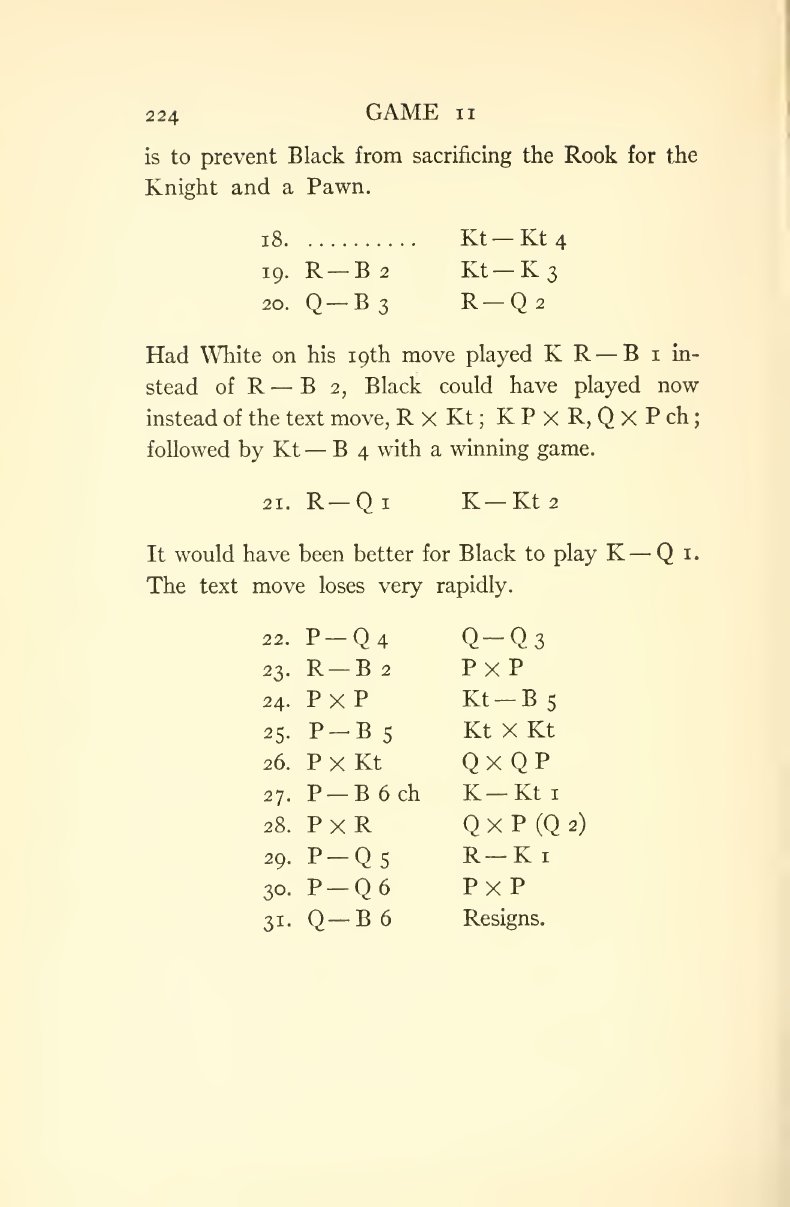 224 GAME 11
is to prevent Black from sacrificing the Rook for the
Knight and a Pawn.
18. .......... Kt — Kt 4
19. R — B 2 Kt — K 3
20. Q — B 3 R — Q 2
Had White on his 19th move played K R — B 1 in-
stead of R — B 2, Black could have played now
instead of the text move, R × Kt ; K P × R, Q × P ch ;
followed by Kt — B 4 with a winning game.
21. R — Q 1 K — Kt 2
It would have been better for Black to play K — Q 1.
The text move loses very rapidly.
22. P — Q 4 Q — Q 3
23. R — B 2 P × P
24. P × P Kt — B 5
25. P — B 5 Kt × Kt
26. P × Kt Q × Q P
27. P — B 6 ch K — Kt 1
28. P × R Q × P (Q 2)
29. P — Q 5 R — K 1
30. P — Q 6 P × P
31. Q — B 6 Resigns.